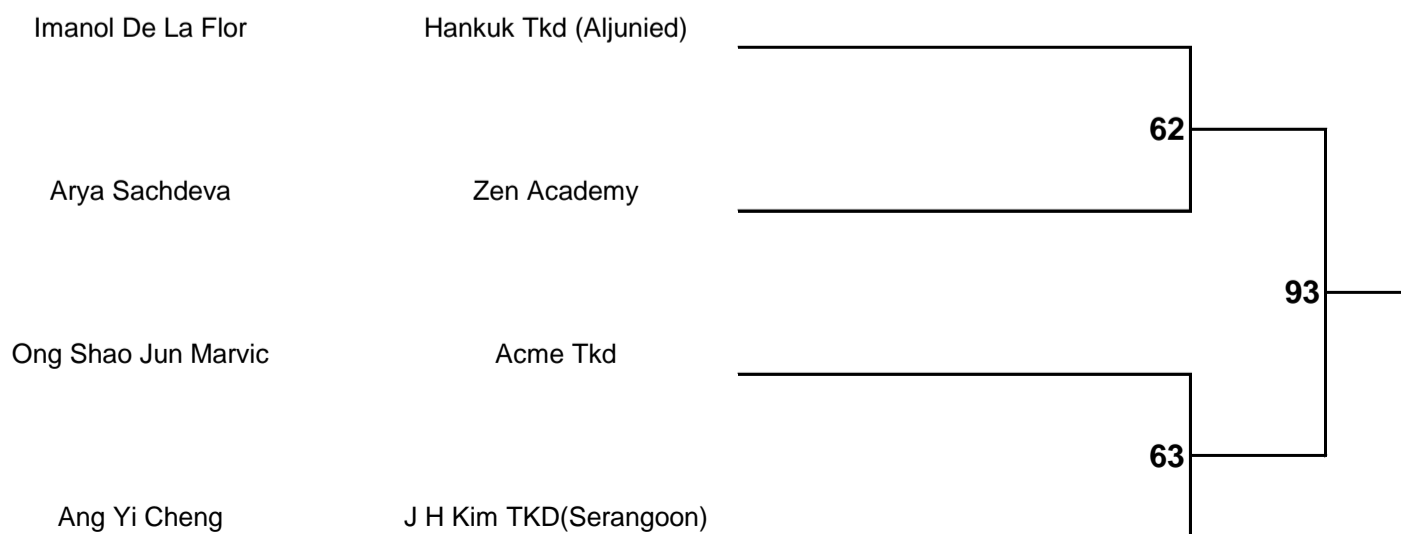 Imanol De La Flor Hankuk Tkd (Aljunied)
62
Arya Sachdeva Zen Academy
93
Ong Shao Jun Marvic Acme Tkd
63
Ang Yi Cheng J H Kim TKD(Serangoon)